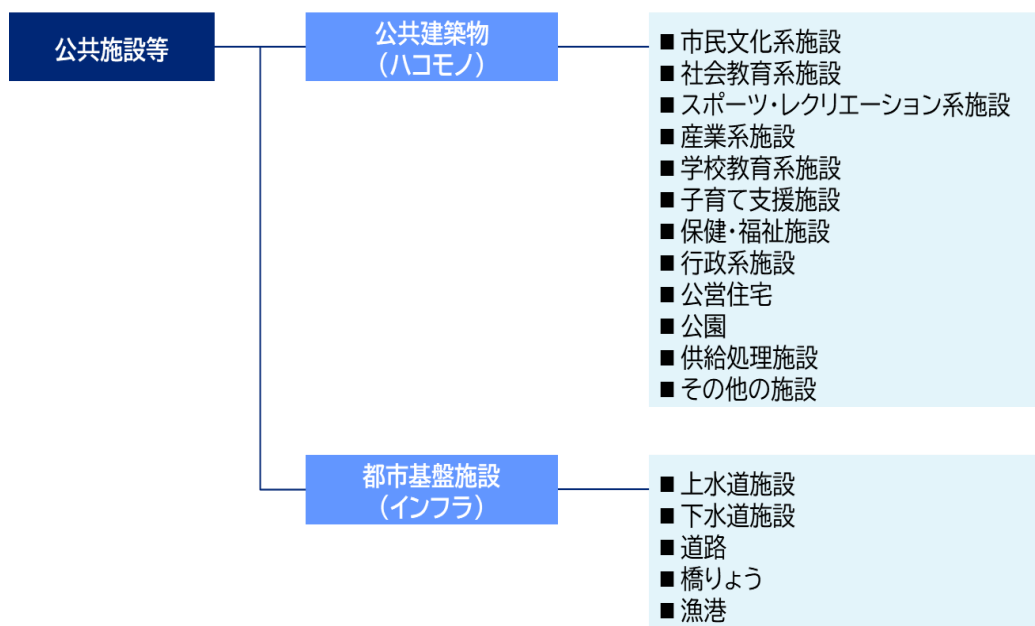 公共施設等
公共建築物
（ハコモノ）
■ 市民文化系施設
■ 社会教育系施設
■ スポーツ・レクリエーション系施設
■ 産業系施設
■ 学校教育系施設
■ 子育て支援施設
■ 保健・福祉施設
■ 行政系施設
■ 公営住宅
■ 公園
■ 供給処理施設
■ その他の施設
都市基盤施設
（インフラ）
■ 上水道施設
■ 下水道施設
■ 道路
■ 橋りょう
■ 漁港